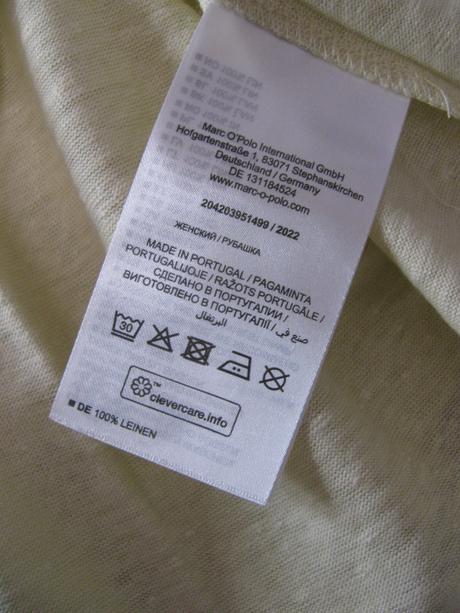 Marc O'Polo International GmbH
Hofgartenstraße 1, 83071 Stephanskirchen
Deutschland / Germany
DE 131184524
www.marc-o-polo.com
204203951499 / 2022
ЖЕНСКИЙ / РУБАШКА
MADE IN PORTUGAL / PAGAMINTA
PORTUGALIJOJE / RAŽOTS PORTUGĀLE /
СДЕЛАНО В ПОРТУГАЛИИ /
ВИГОТОВЛЕНО В ПОРТУГАЛІЇ / صنع في
البرتغال
30
clevercare.info™
■ DE 100% LEINEN